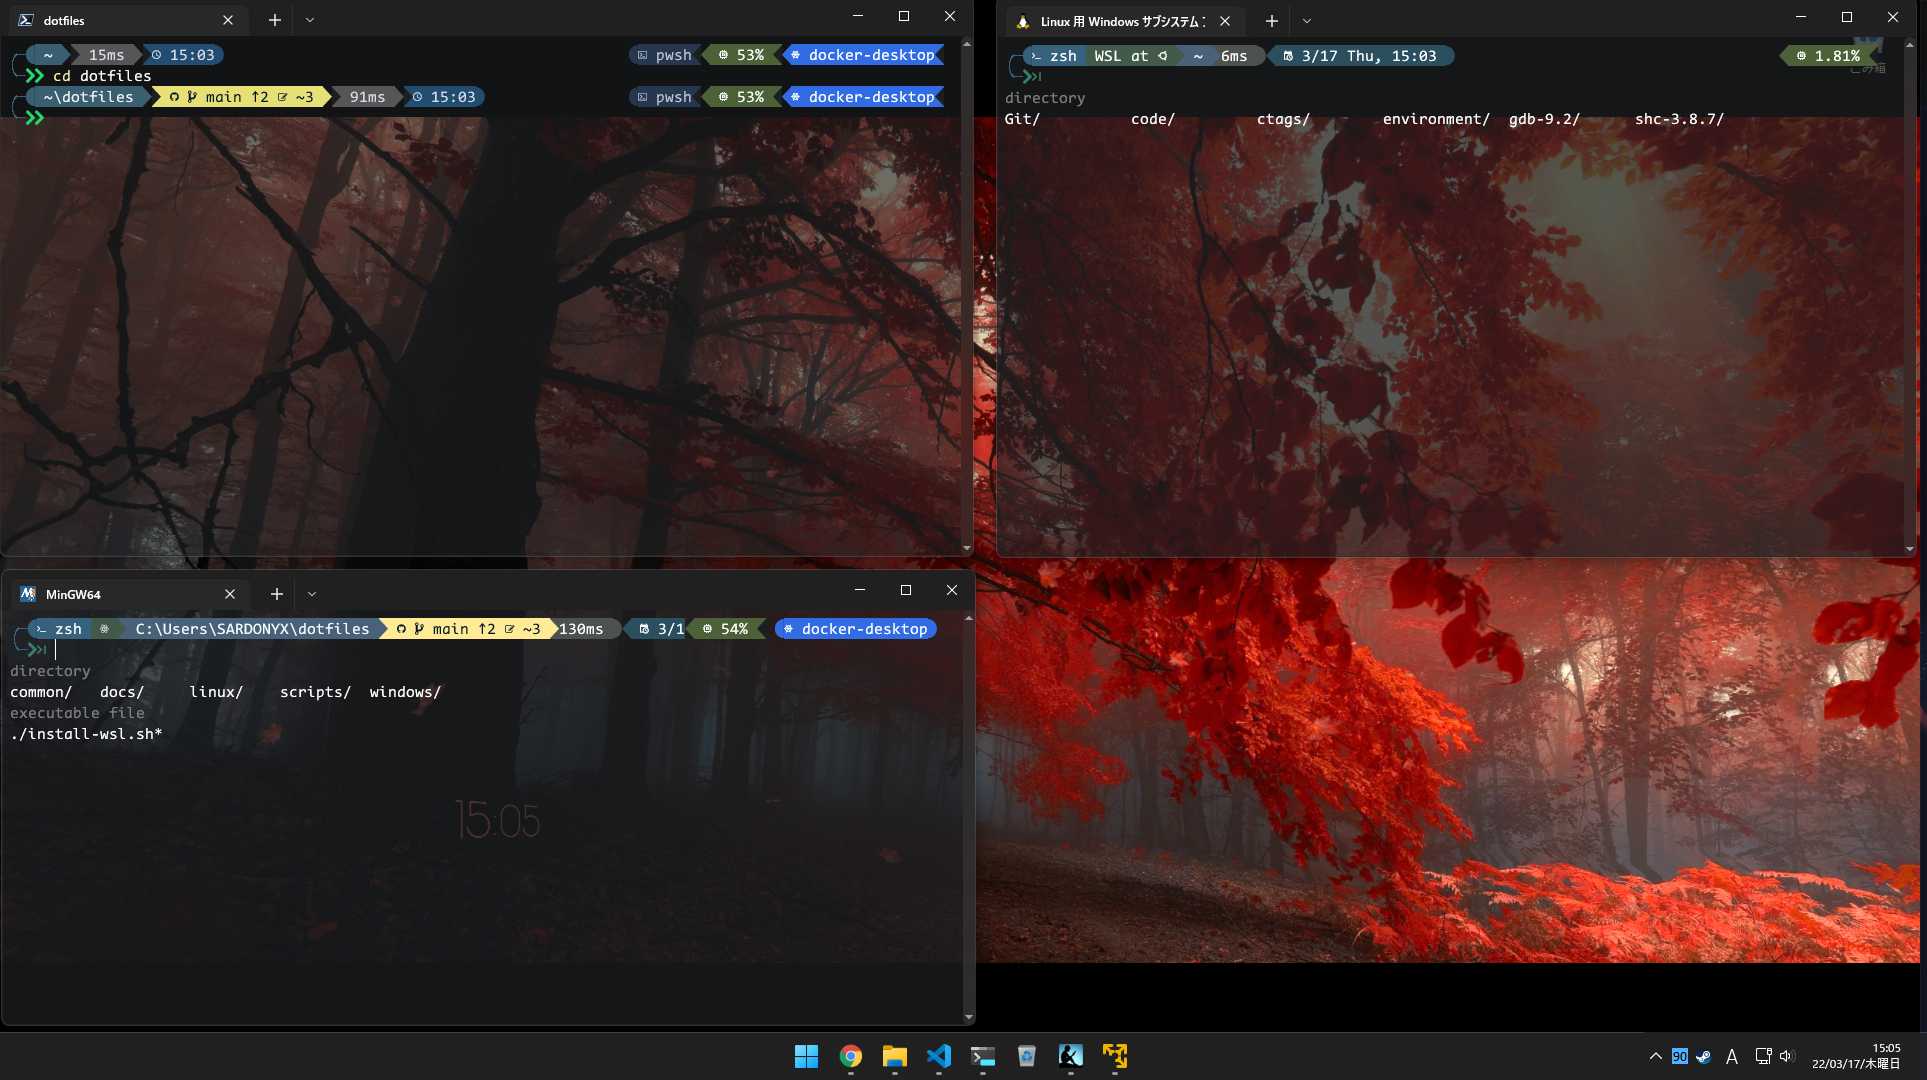 dotfiles
~ 15ms 15:03 pwsh 53% docker-desktop
cd dotfiles
~\dotfiles main ↑2 ~3 91ms 15:03 pwsh 53% docker-desktop
Linux 用 Windows サブシステム :
zsh WSL at ~ 6ms 3/17 Thu, 15:03 1.81%
ごみ箱
directory
Git/ code/ ctags/ environment/ gdb-9.2/ shc-3.8.7/
MinGW64
zsh C:\Users\SARDONYX\dotfiles main ↑2 ~3 130ms 3/1 54% docker-desktop
directory
common/ docs/ linux/ scripts/ windows/
executable file
./install-wsl.sh*
15:05
90 A 15:05
22/03/17/木曜日